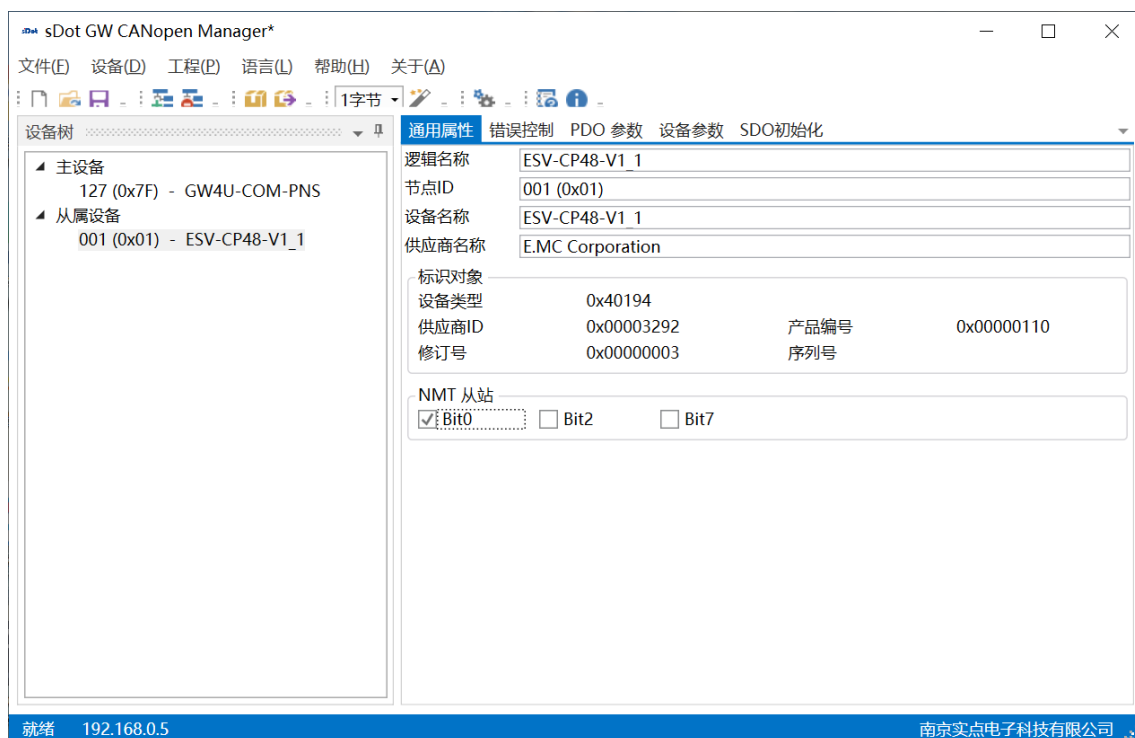 sDot sDot GW CANopen Manager*
文件(F) 设备(D) 工程(P) 语言(L) 帮助(H) 关于(A)
1字节
设备树
主设备
127 (0x7F) - GW4U-COM-PNS
从属设备
001 (0x01) - ESV-CP48-V1_1
通用属性 错误控制 PDO 参数 设备参数 SDO初始化
逻辑名称 ESV-CP48-V1_1
节点ID 001 (0x01)
设备名称 ESV-CP48-V1_1
供应商名称 E.MC Corporation
标识对象
设备类型 0x40194
供应商ID 0x00003292 产品编号 0x00000110
修订号 0x00000003 序列号
NMT 从站
Bit0 Bit2 Bit7
就绪 192.168.0.5 南京实点电子科技有限公司